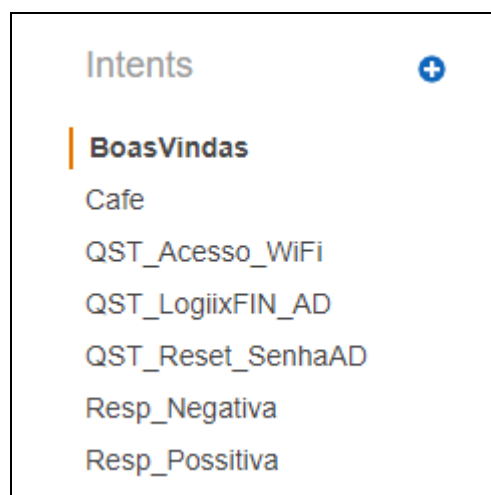 Intents
BoasVindas
Cafe
QST_Acesso_WiFi
QST_LogiixFIN_AD
QST_Reset_SenhaAD
Resp_Negativa
Resp_Possitiva